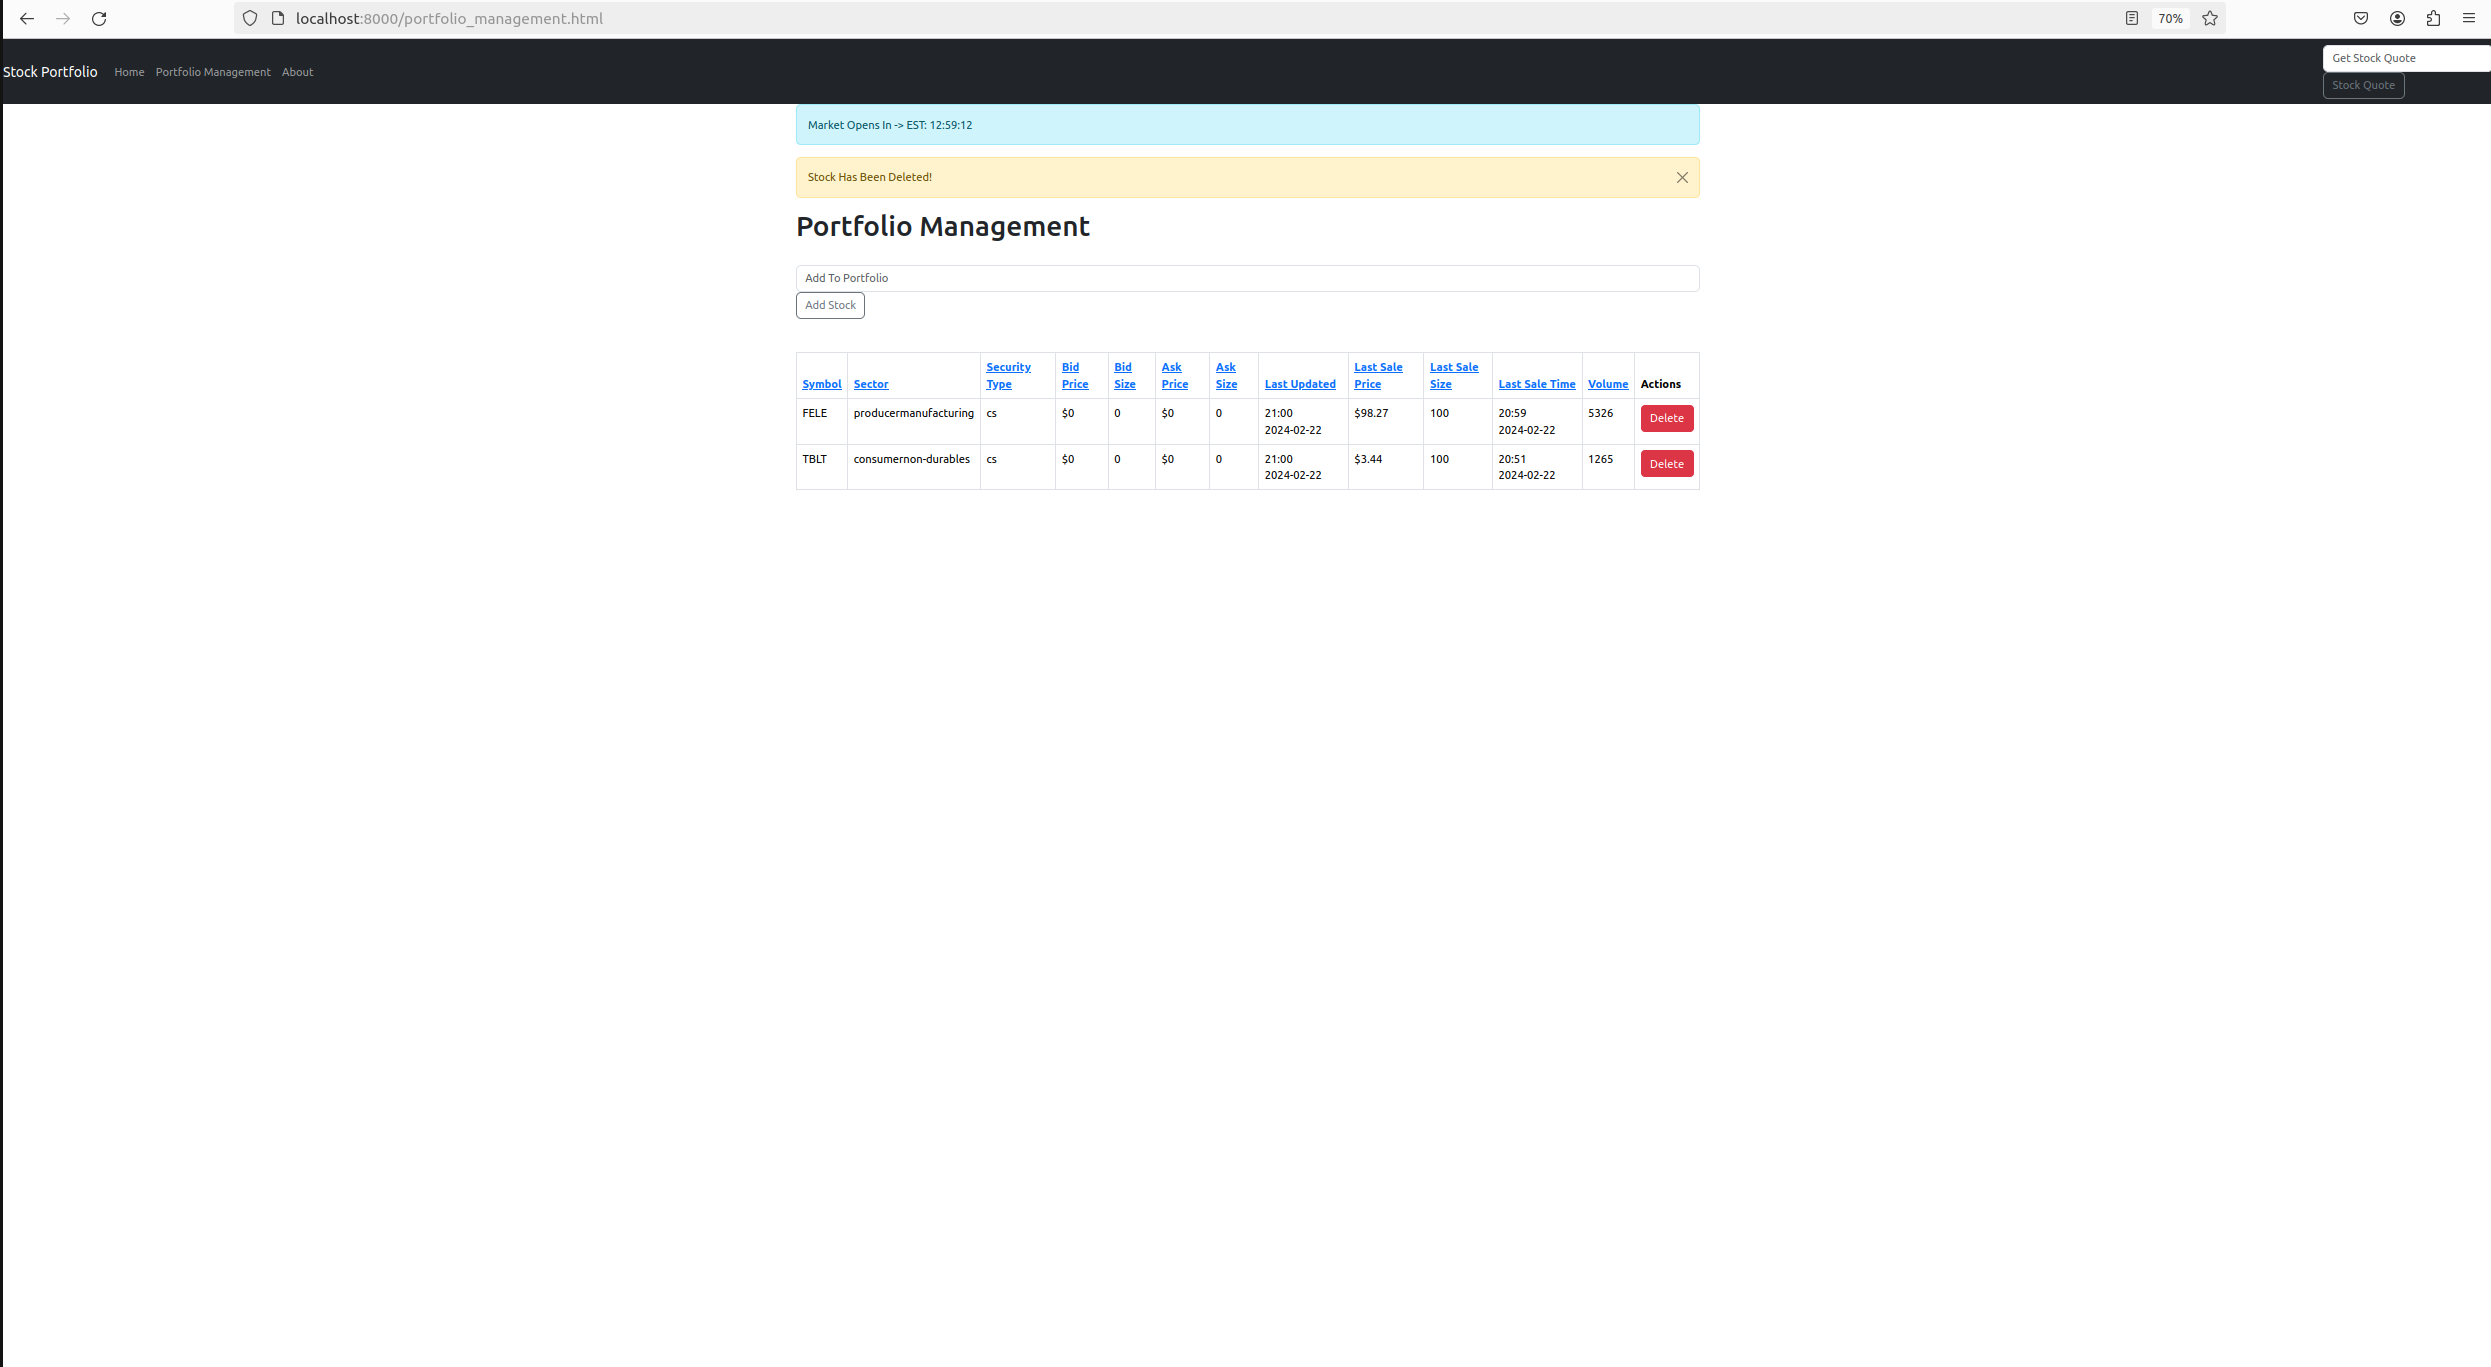 localhost:8000/portfolio_management.html
70%
Stock Portfolio Home Portfolio Management About
Get Stock Quote
Stock Quote
Market Opens In -> EST: 12:59:12
Stock Has Been Deleted!
Portfolio Management
Add To Portfolio
Add Stock
Symbol Sector Security Type Bid Price Bid Size Ask Price Ask Size Last Updated Last Sale Price Last Sale Size Last Sale Time Volume Actions
FELE producermanufacturing cs $0 0 $0 0 21:00 2024-02-22 $98.27 100 20:59 2024-02-22 5326 Delete
TBLT consumernon-durables cs $0 0 $0 0 21:00 2024-02-22 $3.44 100 20:51 2024-02-22 1265 Delete